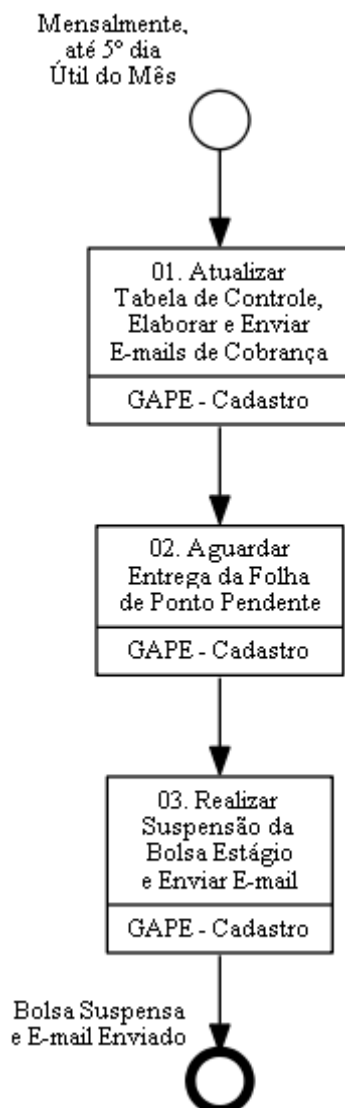 Mensalmente,
até 5º dia
Útil do Mês
01. Atualizar
Tabela de Controle,
Elaborar e Enviar
E-mails de Cobrança
GAPE - Cadastro
02. Aguardar
Entrega da Folha
de Ponto Pendente
GAPE - Cadastro
03. Realizar
Suspensão da
Bolsa Estágio
e Enviar E-mail
GAPE - Cadastro
Bolsa Suspensa
e E-mail Enviado